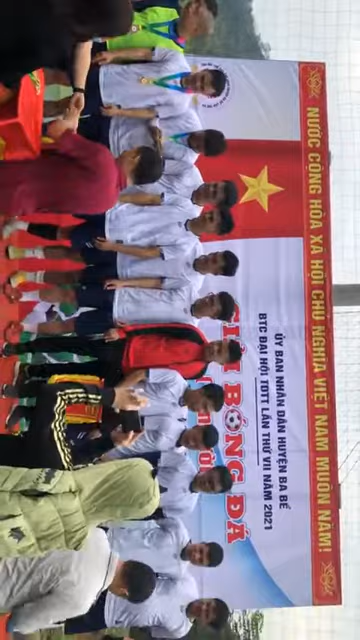 NƯỚC CỘNG HÒA XÃ HỘI CHỦ NGHĨA VIỆT NAM MUÔN NĂM!
ỦY BAN NHÂN DÂN HUYỆN BA BỂ
BTC ĐẠI HỘI TDTT LẦN THỨ VII NĂM 2021
BÓNG ĐÁ